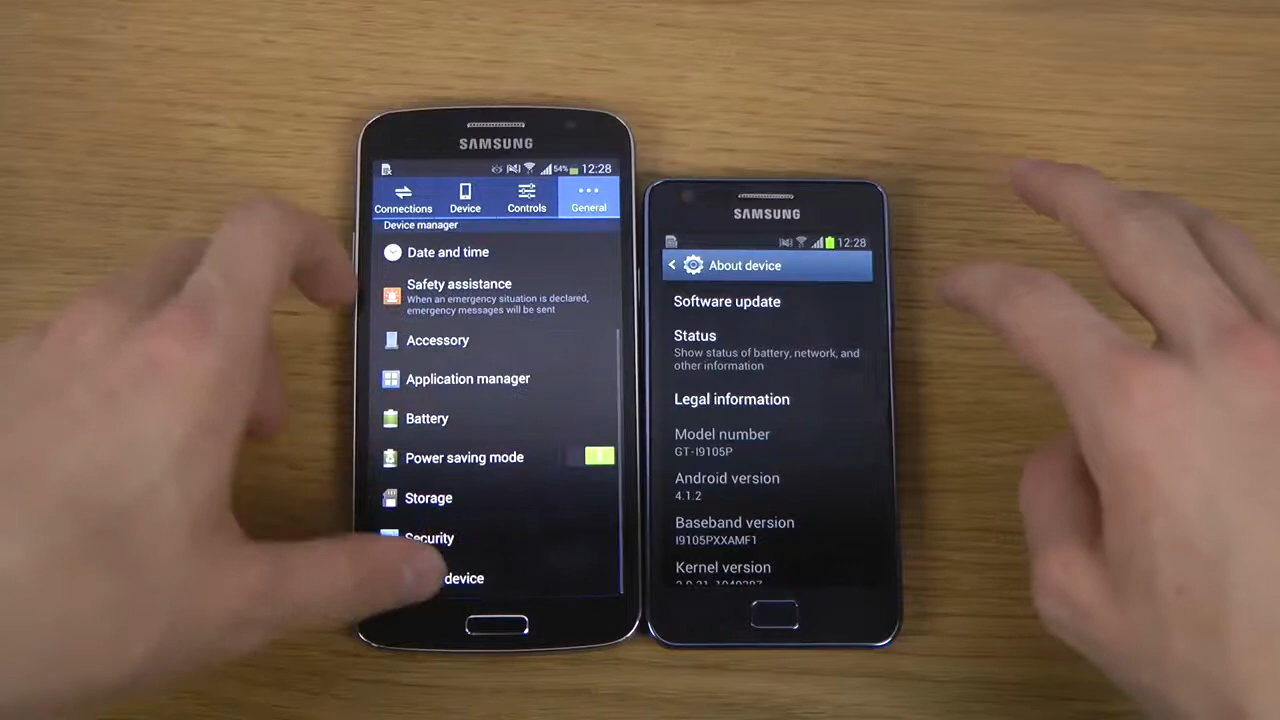 SAMSUNG
54% 12:28
Connections Device Controls General
Device manager
Date and time
Safety assistance
When an emergency situation is declared,
emergency messages will be sent
Accessory
Application manager
Battery
Power saving mode
Storage
Security
device
SAMSUNG
12:28
About device
Software update
Status
Show status of battery, network, and
other information
Legal information
Model number
GT-I9105P
Android version
4.1.2
Baseband version
I9105PXXAMF1
Kernel version